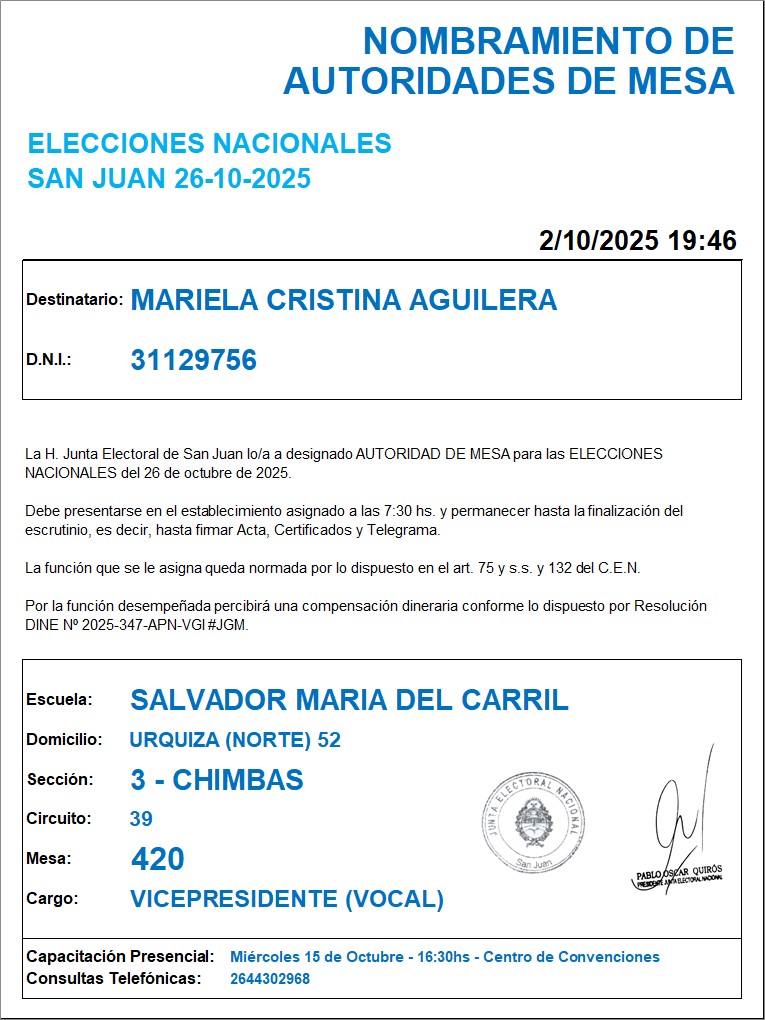 NOMBRAMIENTO DE
AUTORIDADES DE MESA
ELECCIONES NACIONALES
SAN JUAN 26-10-2025
2/10/2025 19:46
Destinatario: MARIELA CRISTINA AGUILERA
D.N.I.: 31129756
La H. Junta Electoral de San Juan lo/a a designado AUTORIDAD DE MESA para las ELECCIONES
NACIONALES del 26 de octubre de 2025.
Debe presentarse en el establecimiento asignado a las 7:30 hs. y permanecer hasta la finalización del
escrutinio, es decir, hasta firmar Acta, Certificados y Telegrama.
La función que se le asigna queda normada por lo dispuesto en el art. 75 y s.s. y 132 del C.E.N.
Por la función desempeñada percibirá una compensación dineraria conforme lo dispuesto por Resolución
DINE Nº 2025-347-APN-VGI#JGM.
Escuela: SALVADOR MARIA DEL CARRIL
Domicilio: URQUIZA (NORTE) 52
Sección: 3 - CHIMBAS
Circuito: 39
Mesa: 420
Cargo: VICEPRESIDENTE (VOCAL)
JUNTA ELECTORAL NACIONAL
San Juan
PABLO OSCAR QUIRÓS
PRESIDENTE JUNTA ELECTORAL NACIONAL
Capacitación Presencial: Miércoles 15 de Octubre - 16:30hs - Centro de Convenciones
Consultas Telefónicas: 2644302968